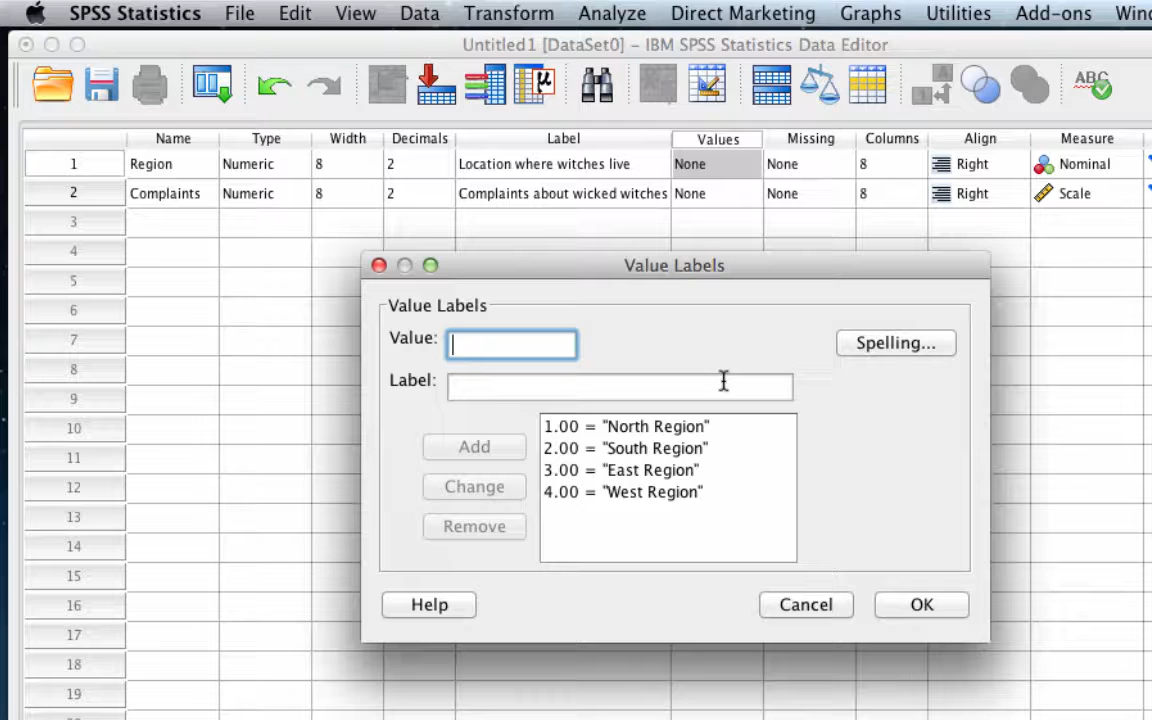 SPSS Statistics File Edit View Data Transform Analyze Direct Marketing Graphs Utilities Add-ons Wind
Untitled1 [DataSet0] – IBM SPSS Statistics Data Editor
μ ABC A
Name Type Width Decimals Label Values Missing Columns Align Measure
1 Region Numeric 8 2 Location where witches live None None 8 Right Nominal
2 Complaints Numeric 8 2 Complaints about wicked witches None None 8 Right Scale
3
4
Value Labels
5
6
Value Labels
7
Value: Spelling...
8
Label:
9
10
1.00 = "North Region"
Add
2.00 = "South Region"
11
3.00 = "East Region"
12
Change
4.00 = "West Region"
13
Remove
14
15
16
Help Cancel OK
17
18
19